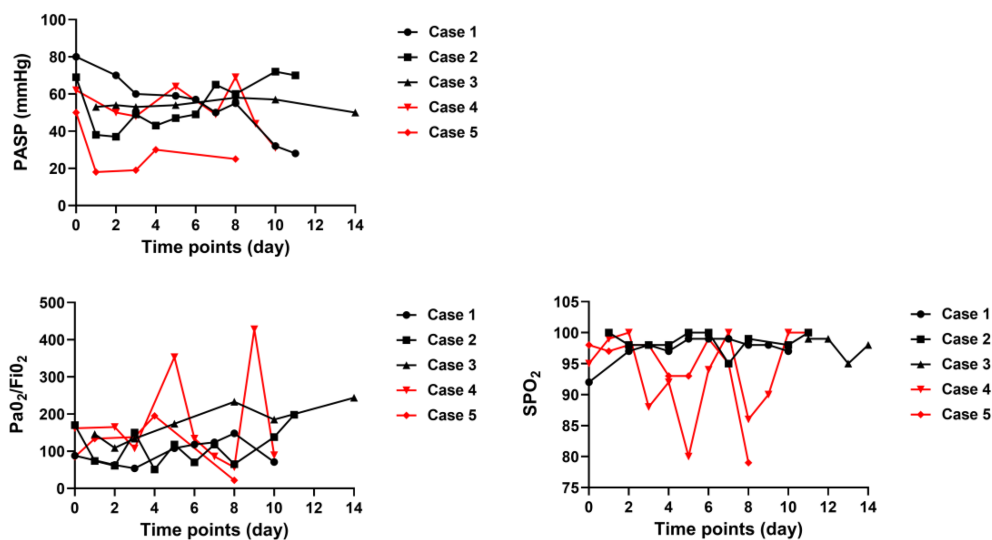 PASP (mmHg)
100
80
60
40
20
0
0 2 4 6 8 10 12 14
Time points (day)
Case 1
Case 2
Case 3
Case 4
Case 5
Pa0₂/Fi0₂
500
400
300
200
100
0
0 2 4 6 8 10 12 14
Time points (day)
Case 1
Case 2
Case 3
Case 4
Case 5
SPO₂
105
100
95
90
85
80
75
0 2 4 6 8 10 12 14
Time points (day)
Case 1
Case 2
Case 3
Case 4
Case 5